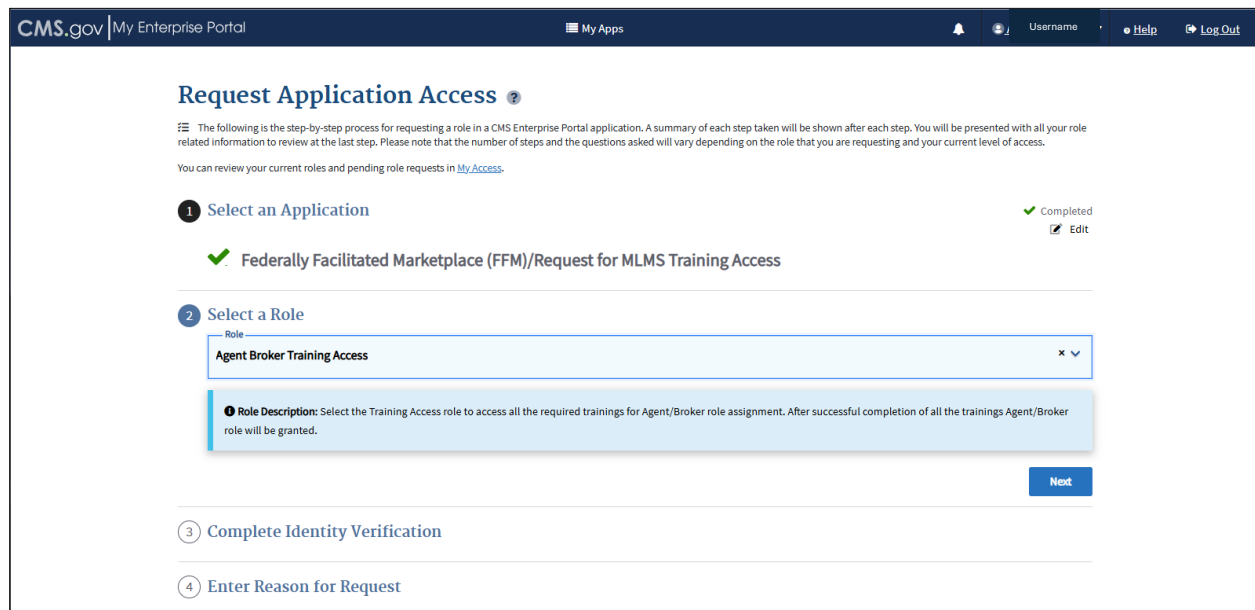 CMS.gov My Enterprise Portal
My Apps
Username
Help
Log Out
Request Application Access ?
The following is the step-by-step process for requesting a role in a CMS Enterprise Portal application. A summary of each step taken will be shown after each step. You will be presented with all your role
related information to review at the last step. Please note that the number of steps and the questions asked will vary depending on the role that you are requesting and your current level of access.
You can review your current roles and pending role requests in My Access.
1 Select an Application
Completed
Edit
Federally Facilitated Marketplace (FFM)/Request for MLMS Training Access
2 Select a Role
Role
Agent Broker Training Access
Role Description: Select the Training Access role to access all the required trainings for Agent/Broker role assignment. After successful completion of all the trainings Agent/Broker
role will be granted.
Next
3 Complete Identity Verification
4 Enter Reason for Request